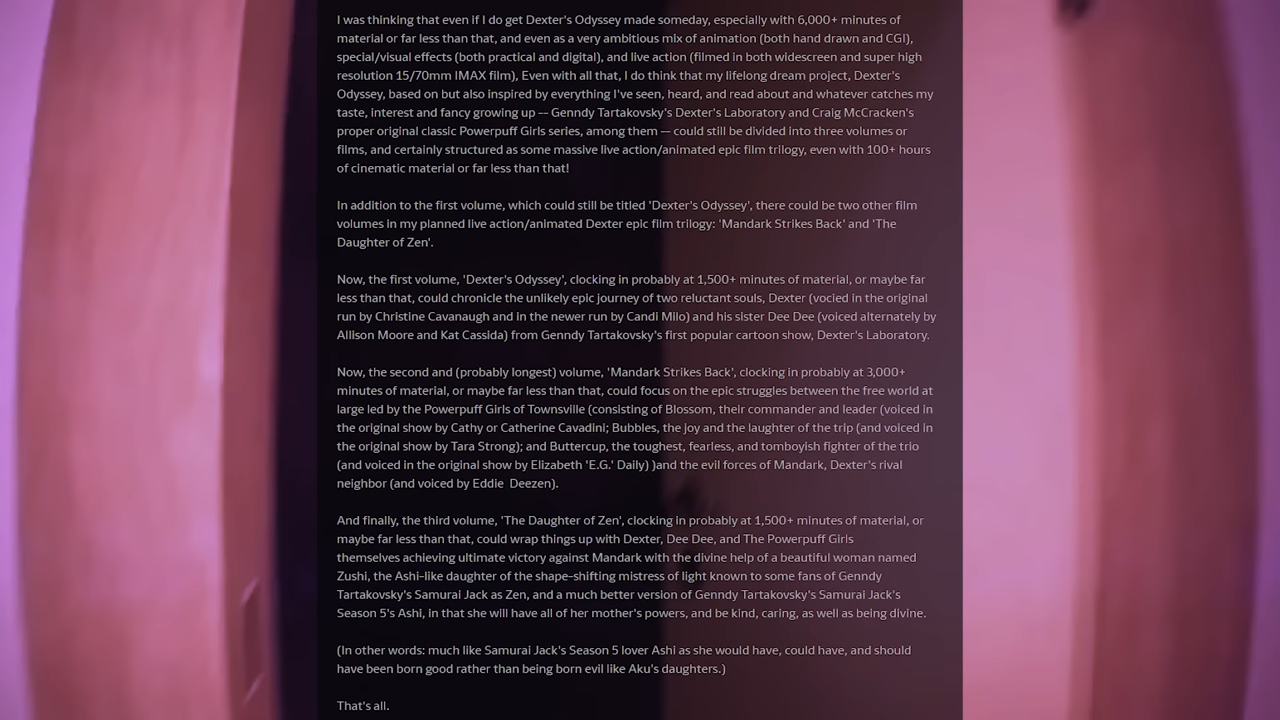 I was thinking that even if I do get Dexter's Odyssey made someday, especially with 6,000+ minutes of
material or far less than that, and even as a very ambitious mix of animation (both hand drawn and CGI),
special/visual effects (both practical and digital), and live action (filmed in both widescreen and super high
resolution 15/70mm IMAX film), Even with all that, I do think that my lifelong dream project, Dexter's
Odyssey, based on but also inspired by everything I've seen, heard, and read about and whatever catches my
taste, interest and fancy growing up -- Genndy Tartakovsky's Dexter's Laboratory and Craig McCracken's
proper original classic Powerpuff Girls series, among them -- could still be divided into three volumes or
films, and certainly structured as some massive live action/animated epic film trilogy, even with 100+ hours
of cinematic material or far less than that!
In addition to the first volume, which could still be titled 'Dexter's Odyssey', there could be two other film
volumes in my planned live action/animated Dexter epic film trilogy: 'Mandark Strikes Back' and 'The
Daughter of Zen'.
Now, the first volume, 'Dexter's Odyssey', clocking in probably at 1,500+ minutes of material, or maybe far
less than that, could chronicle the unlikely epic journey of two reluctant souls, Dexter (vocied in the original
run by Christine Cavanaugh and in the newer run by Candi Milo) and his sister Dee Dee (voiced alternately by
Allison Moore and Kat Cassida) from Genndy Tartakovsky's first popular cartoon show, Dexter's Laboratory.
Now, the second and (probably longest) volume, 'Mandark Strikes Back', clocking in probably at 3,000+
minutes of material, or maybe far less than that, could focus on the epic struggles between the free world at
large led by the Powerpuff Girls of Townsville (consisting of Blossom, their commander and leader (voiced in
the original show by Cathy or Catherine Cavadini; Bubbles, the joy and the laughter of the trip (and voiced in
the original show by Tara Strong); and Buttercup, the toughest, fearless, and tomboyish fighter of the trio
(and voiced in the original show by Elizabeth 'E.G.' Daily) )and the evil forces of Mandark, Dexter's rival
neighbor (and voiced by Eddie  Deezen).
And finally, the third volume, 'The Daughter of Zen', clocking in probably at 1,500+ minutes of material, or
maybe far less than that, could wrap things up with Dexter, Dee Dee, and The Powerpuff Girls
themselves achieving ultimate victory against Mandark with the divine help of a beautiful woman named
Zushi, the Ashi-like daughter of the shape-shifting mistress of light known to some fans of Genndy
Tartakovsky's Samurai Jack as Zen, and a much better version of Genndy Tartakovsky's Samurai Jack's
Season 5's Ashi, in that she will have all of her mother's powers, and be kind, caring, as well as being divine.
(In other words: much like Samurai Jack's Season 5 lover Ashi as she would have, could have, and should
have been born good rather than being born evil like Aku's daughters.)
That's all.